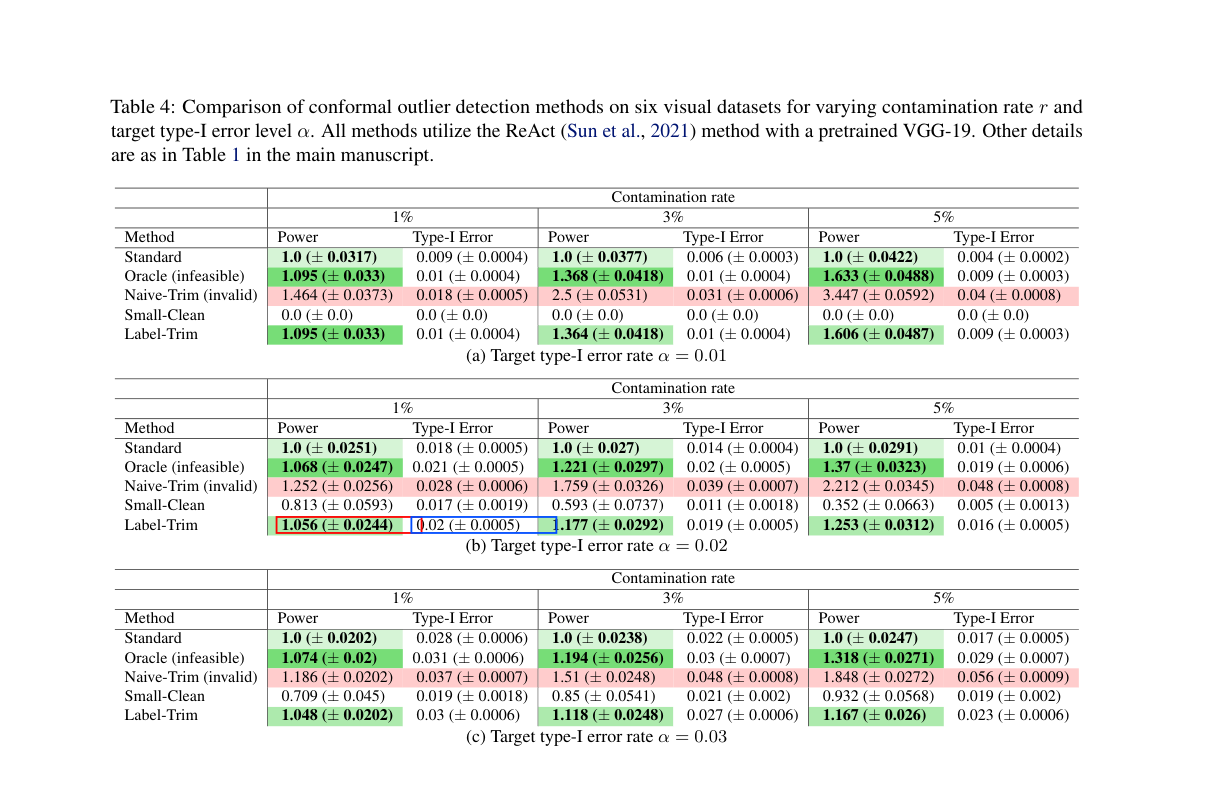 Table 4: Comparison of conformal outlier detection methods on six visual datasets for varying contamination rate r and
target type-I error level α. All methods utilize the ReAct (Sun et al., 2021) method with a pretrained VGG-19. Other details
are as in Table 1 in the main manuscript.
Contamination rate
1% 3% 5%
Method Power Type-I Error Power Type-I Error Power Type-I Error
Standard 1.0 (± 0.0317) 0.009 (± 0.0004) 1.0 (± 0.0377) 0.006 (± 0.0003) 1.0 (± 0.0422) 0.004 (± 0.0002)
Oracle (infeasible) 1.095 (± 0.033) 0.01 (± 0.0004) 1.368 (± 0.0418) 0.01 (± 0.0004) 1.633 (± 0.0488) 0.009 (± 0.0003)
Naive-Trim (invalid) 1.464 (± 0.0373) 0.018 (± 0.0005) 2.5 (± 0.0531) 0.031 (± 0.0006) 3.447 (± 0.0592) 0.04 (± 0.0008)
Small-Clean 0.0 (± 0.0) 0.0 (± 0.0) 0.0 (± 0.0) 0.0 (± 0.0) 0.0 (± 0.0) 0.0 (± 0.0)
Label-Trim 1.095 (± 0.033) 0.01 (± 0.0004) 1.364 (± 0.0418) 0.01 (± 0.0004) 1.606 (± 0.0487) 0.009 (± 0.0003)
(a) Target type-I error rate α = 0.01
Contamination rate
1% 3% 5%
Method Power Type-I Error Power Type-I Error Power Type-I Error
Standard 1.0 (± 0.0251) 0.018 (± 0.0005) 1.0 (± 0.027) 0.014 (± 0.0004) 1.0 (± 0.0291) 0.01 (± 0.0004)
Oracle (infeasible) 1.068 (± 0.0247) 0.021 (± 0.0005) 1.221 (± 0.0297) 0.02 (± 0.0005) 1.37 (± 0.0323) 0.019 (± 0.0006)
Naive-Trim (invalid) 1.252 (± 0.0256) 0.028 (± 0.0006) 1.759 (± 0.0326) 0.039 (± 0.0007) 2.212 (± 0.0345) 0.048 (± 0.0008)
Small-Clean 0.813 (± 0.0593) 0.017 (± 0.0019) 0.593 (± 0.0737) 0.011 (± 0.0018) 0.352 (± 0.0663) 0.005 (± 0.0013)
Label-Trim 1.056 (± 0.0244) 0.02 (± 0.0005) 1.177 (± 0.0292) 0.019 (± 0.0005) 1.253 (± 0.0312) 0.016 (± 0.0005)
(b) Target type-I error rate α = 0.02
Contamination rate
1% 3% 5%
Method Power Type-I Error Power Type-I Error Power Type-I Error
Standard 1.0 (± 0.0202) 0.028 (± 0.0006) 1.0 (± 0.0238) 0.022 (± 0.0005) 1.0 (± 0.0247) 0.017 (± 0.0005)
Oracle (infeasible) 1.074 (± 0.02) 0.031 (± 0.0006) 1.194 (± 0.0256) 0.03 (± 0.0007) 1.318 (± 0.0271) 0.029 (± 0.0007)
Naive-Trim (invalid) 1.186 (± 0.0202) 0.037 (± 0.0007) 1.51 (± 0.0248) 0.048 (± 0.0008) 1.848 (± 0.0272) 0.056 (± 0.0009)
Small-Clean 0.709 (± 0.045) 0.019 (± 0.0018) 0.85 (± 0.0541) 0.021 (± 0.002) 0.932 (± 0.0568) 0.019 (± 0.002)
Label-Trim 1.048 (± 0.0202) 0.03 (± 0.0006) 1.118 (± 0.0248) 0.027 (± 0.0006) 1.167 (± 0.026) 0.023 (± 0.0006)
(c) Target type-I error rate α = 0.03